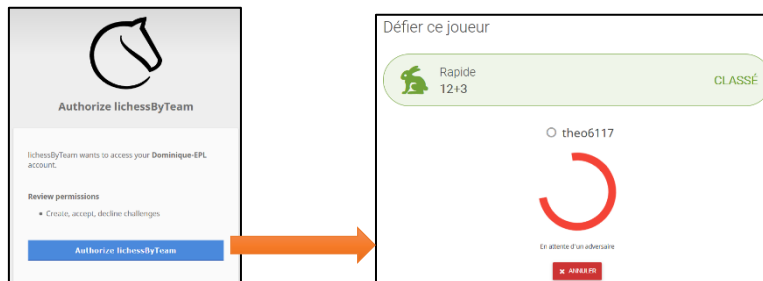 Authorize lichessByTeam
lichessByTeam wants to access your Dominique-EPL
account.
Review permissions
• Create, accept, decline challenges
Authorize lichessByTeam
Défier ce joueur
Rapide
12+3
CLASSÉ
theo6117
En attente d'un adversaire
✖ ANNULER